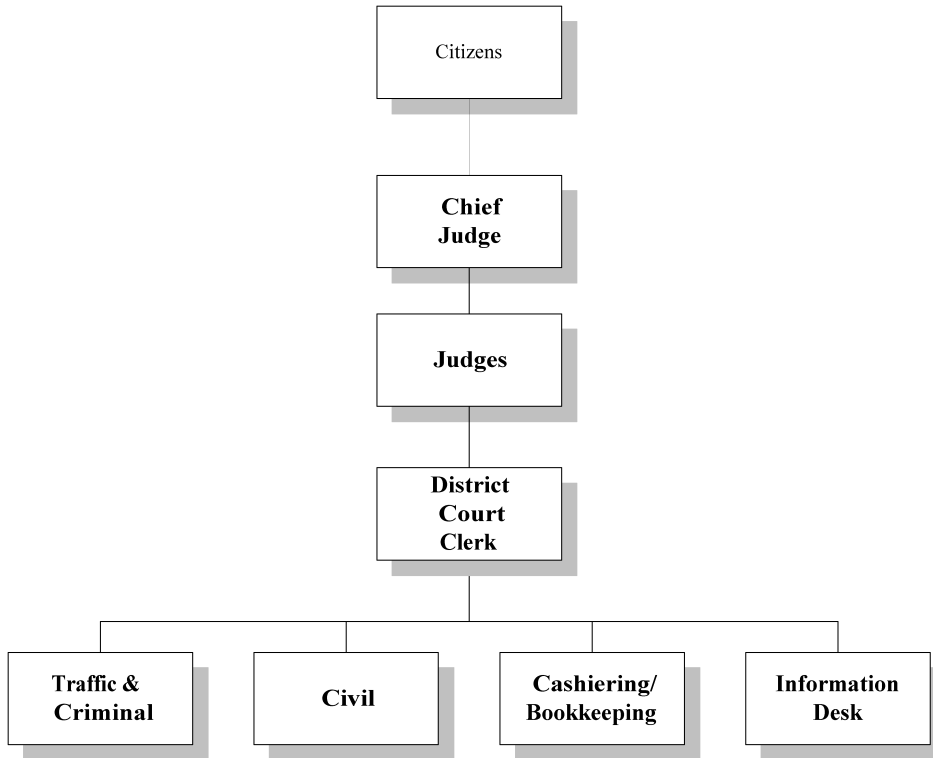 Citizens
Chief
Judge
Judges
District
Court
Clerk
Traffic &
Criminal
Civil
Cashiering/
Bookkeeping
Information
Desk